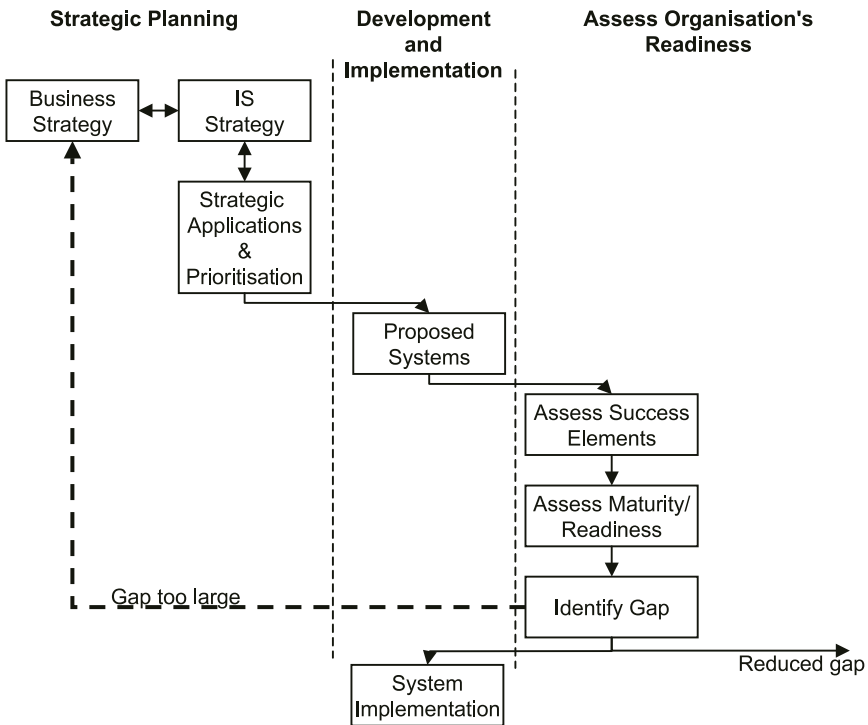 Strategic Planning
Development
and
Implementation
Assess Organisation's
Readiness
Business
Strategy
IS
Strategy
Strategic
Applications
&
Prioritisation
Proposed
Systems
Assess Success
Elements
Assess Maturity/
Readiness
Gap too large
Identify Gap
Reduced gap
System
Implementation